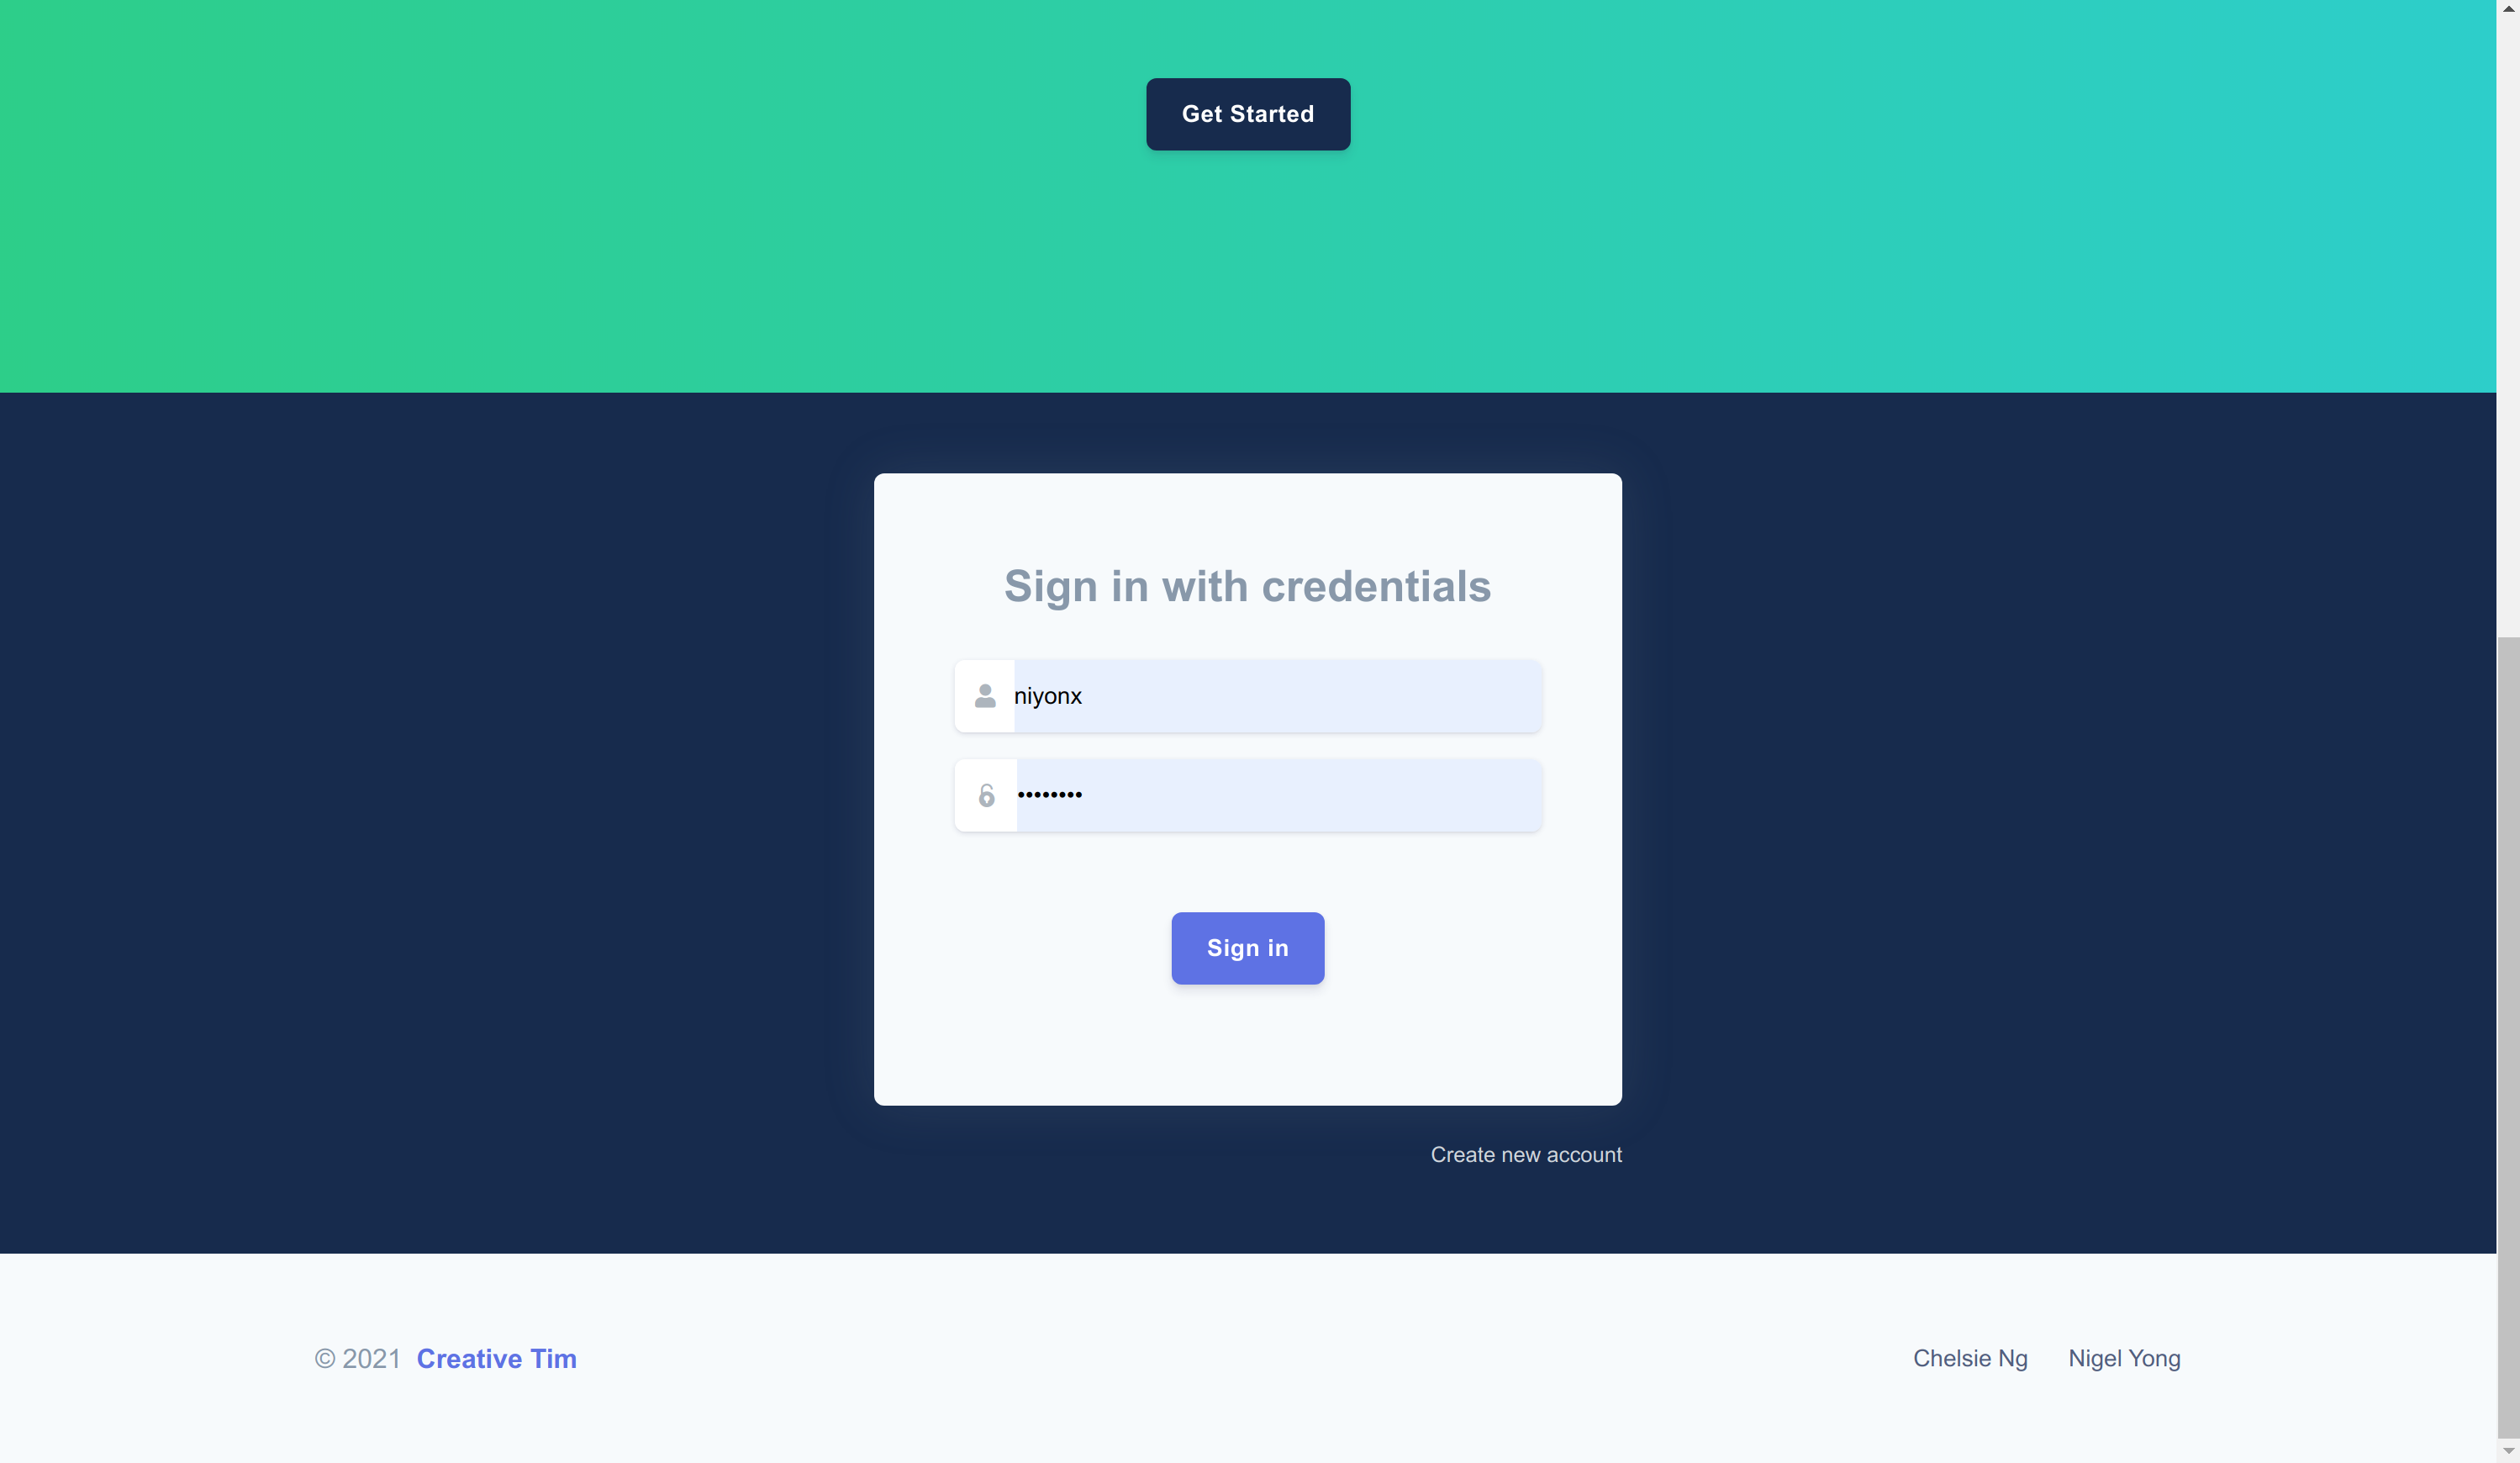 Get Started
Sign in with credentials
niyonx
••••••••
Sign in
Create new account
© 2021 Creative Tim
Chelsie Ng Nigel Yong